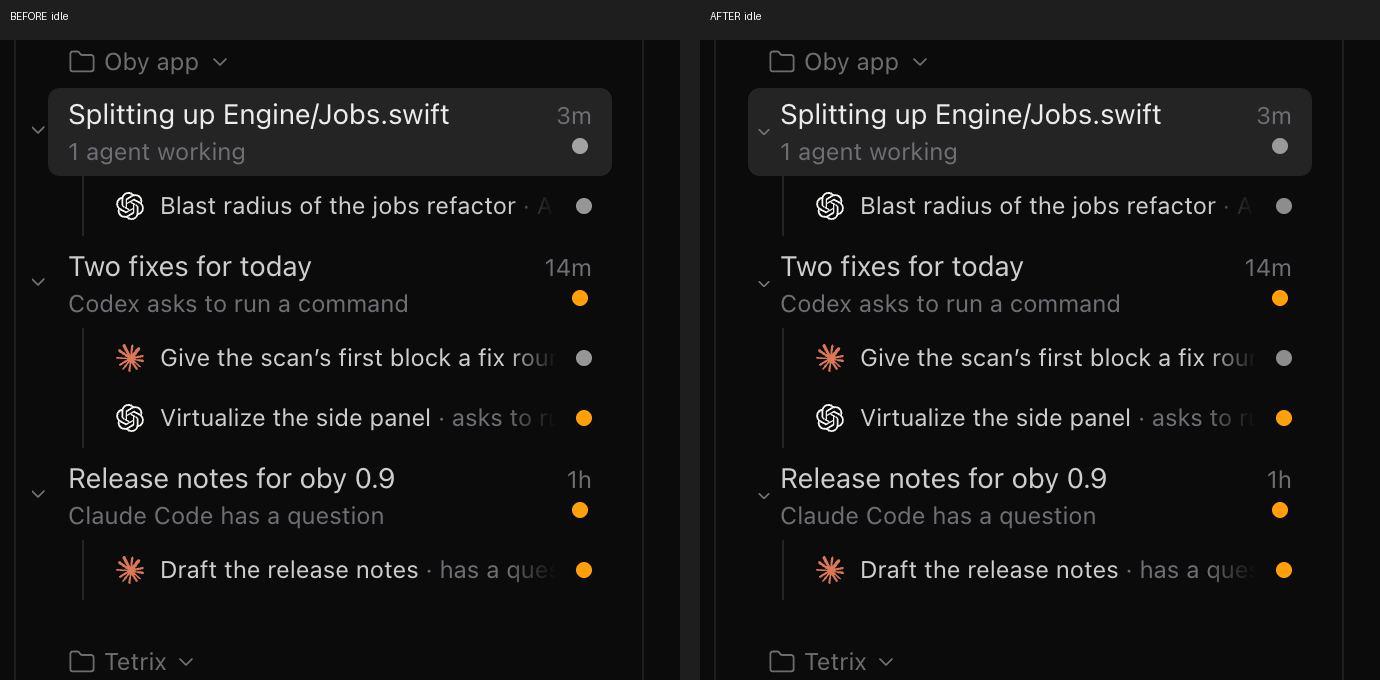 BEFORE idle
Oby app
Splitting up Engine/Jobs.swift 3m
1 agent working
Blast radius of the jobs refactor · A
Two fixes for today 14m
Codex asks to run a command
Give the scan’s first block a fix rour
Virtualize the side panel · asks to ru
Release notes for oby 0.9 1h
Claude Code has a question
Draft the release notes · has a ques
Tetrix
AFTER idle
Oby app
Splitting up Engine/Jobs.swift 3m
1 agent working
Blast radius of the jobs refactor · A
Two fixes for today 14m
Codex asks to run a command
Give the scan’s first block a fix rour
Virtualize the side panel · asks to ru
Release notes for oby 0.9 1h
Claude Code has a question
Draft the release notes · has a ques
Tetrix